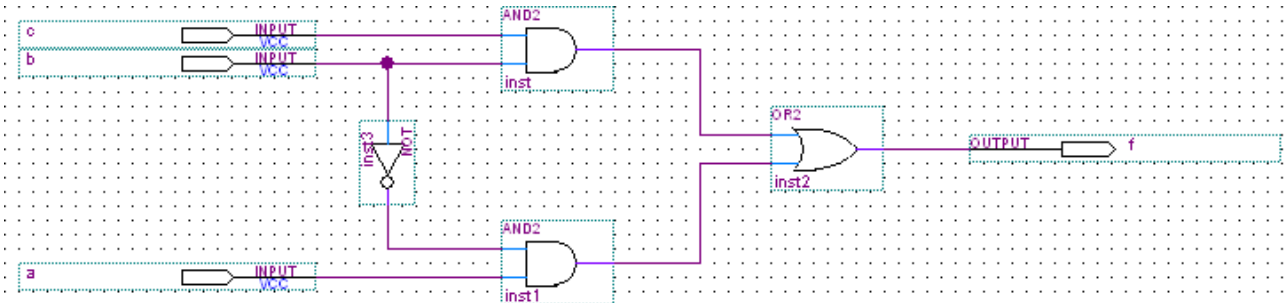 AND2
c
INPUT
VCC
b
INPUT
VCC
inst
OR2
inst3
NOT
OUTPUT
f
inst2
AND2
a
INPUT
VCC
inst1